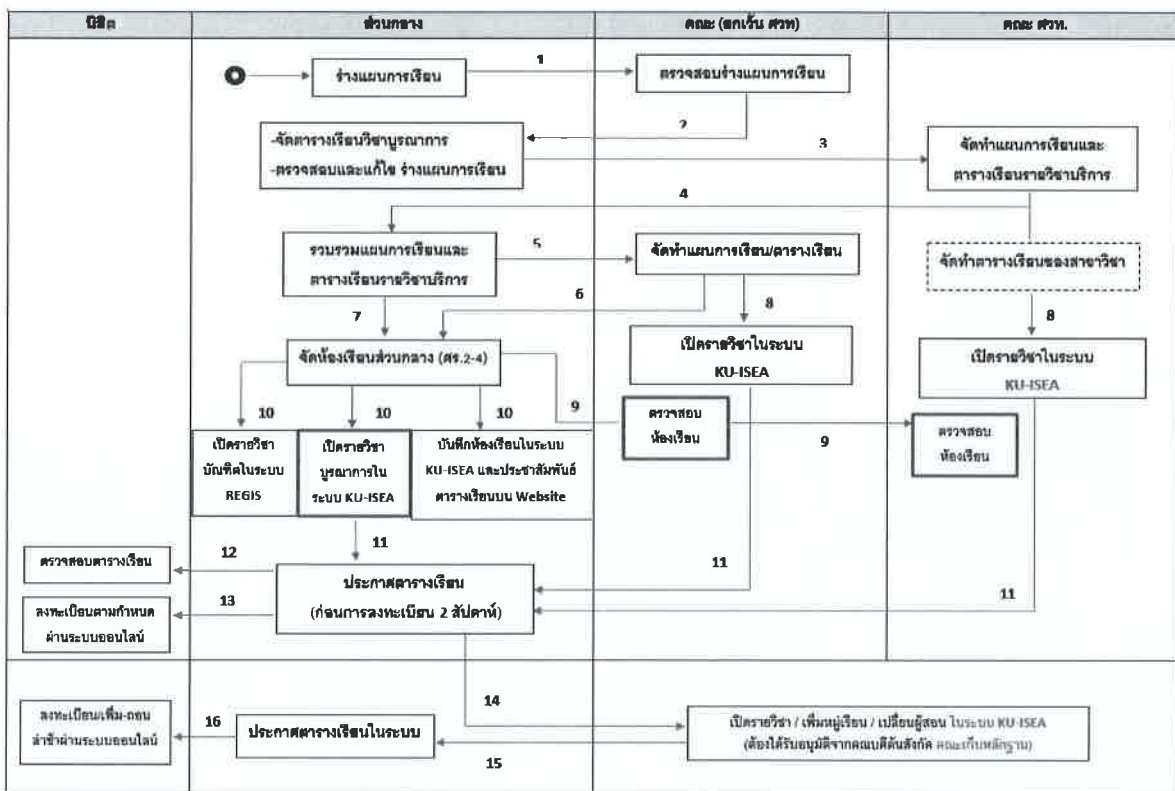 นิสิต
ส่วนกลาง
คณะ (ยกเว้น ศวท)
คณะ ศวท.
ร่างแผนการเรียน
1
ตรวจสอบร่างแผนการเรียน
2
-จัดตารางเรียนวิชาบูรณาการ
-ตรวจสอบและแก้ไข ร่างแผนการเรียน
3
จัดทำแผนการเรียนและ
ตารางเรียนรายวิชาบริการ
4
รวบรวมแผนการเรียนและ
ตารางเรียนรายวิชาบริการ
5
จัดทำแผนการเรียน/ตารางเรียน
จัดทำตารางเรียนของสาขาวิชา
6
7
8
8
จัดห้องเรียนส่วนกลาง (ศร.2-4)
เปิดรายวิชาในระบบ
KU-ISEA
เปิดรายวิชาในระบบ
KU-ISEA
10
10
10
9
ตรวจสอบ
ห้องเรียน
9
ตรวจสอบ
ห้องเรียน
เปิดรายวิชา
บัณฑิตในระบบ
REGIS
เปิดรายวิชา
บูรณาการใน
ระบบ KU-ISEA
บันทึกห้องเรียนในระบบ
KU-ISEA และประชาสัมพันธ์
ตารางเรียนบน Website
11
ตรวจสอบตารางเรียน
12
ประกาศตารางเรียน
(ก่อนการลงทะเบียน 2 สัปดาห์)
11
11
ลงทะเบียนตามกำหนด
ผ่านระบบออนไลน์
13
14
ลงทะเบียน/เพิ่ม-ถอน
ล่าช้าผ่านระบบออนไลน์
16
ประกาศตารางเรียนในระบบ
15
เปิดรายวิชา / เพิ่มหมู่เรียน / เปลี่ยนผู้สอน ในระบบ KU-ISEA
(ต้องได้รับอนุมัติจากคณบดีต้นสังกัด คณะเก็บหลักฐาน)